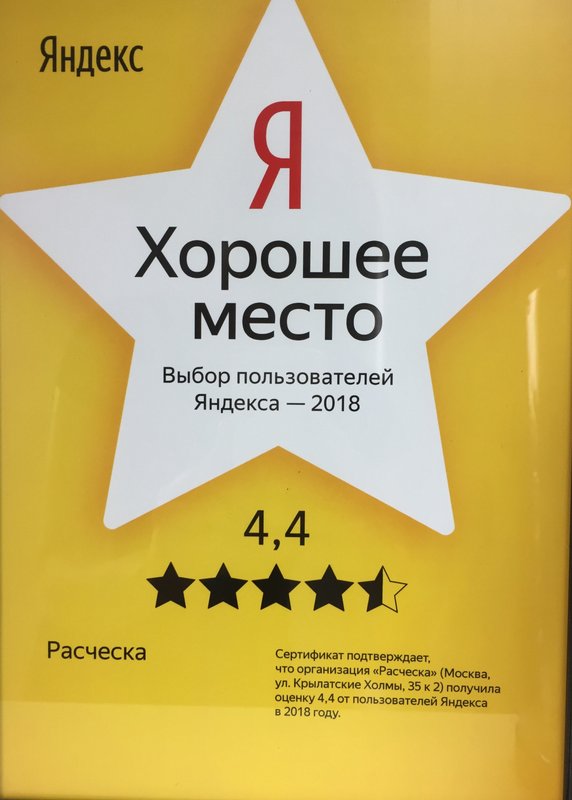 Яндекс
Я
Хорошее
место
Выбор пользователей
Яндекса — 2018
4,4
Расческа
Сертификат подтверждает,
что организация «Расческа» (Москва,
ул. Крылатские Холмы, 35 к 2) получила
оценку 4,4 от пользователей Яндекса
в 2018 году.